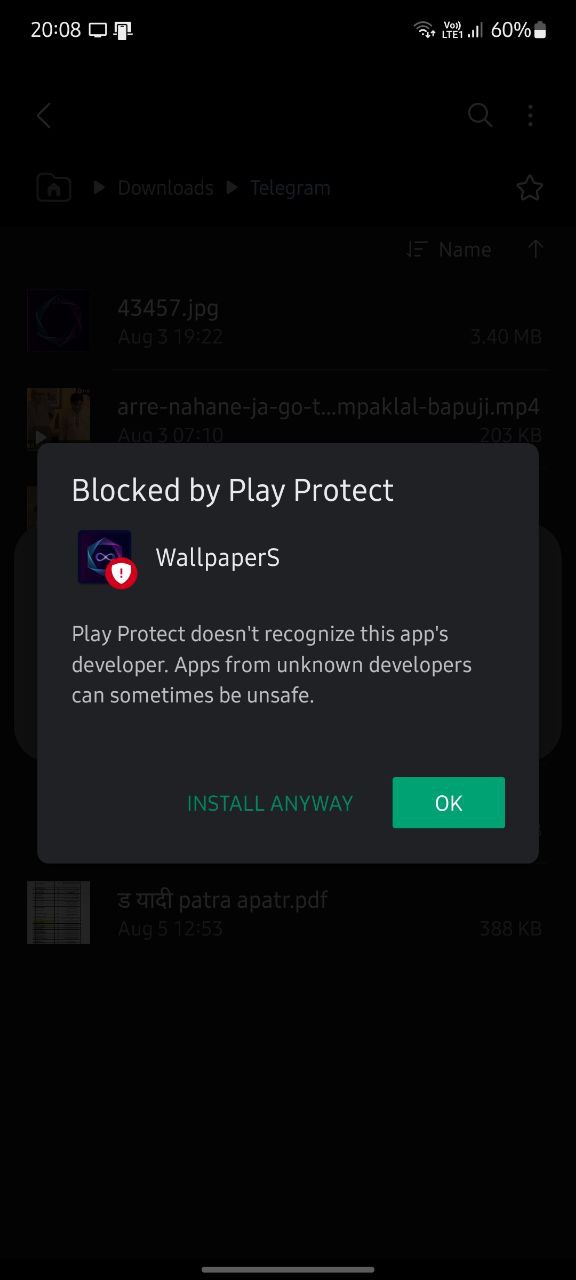 20:08
Vo))
LTE1
60%
Downloads
Telegram
Name
43457.jpg
Aug 3 19:22
3.40 MB
arre-nahane-ja-go-t...mpaklal-bapuji.mp4
Aug 3 07:10
203 KB
Blocked by Play Protect
WallpaperS
Play Protect doesn't recognize this app's
developer. Apps from unknown developers
can sometimes be unsafe.
INSTALL ANYWAY
OK
ड यादी patra apatr.pdf
Aug 5 12:53
388 KB